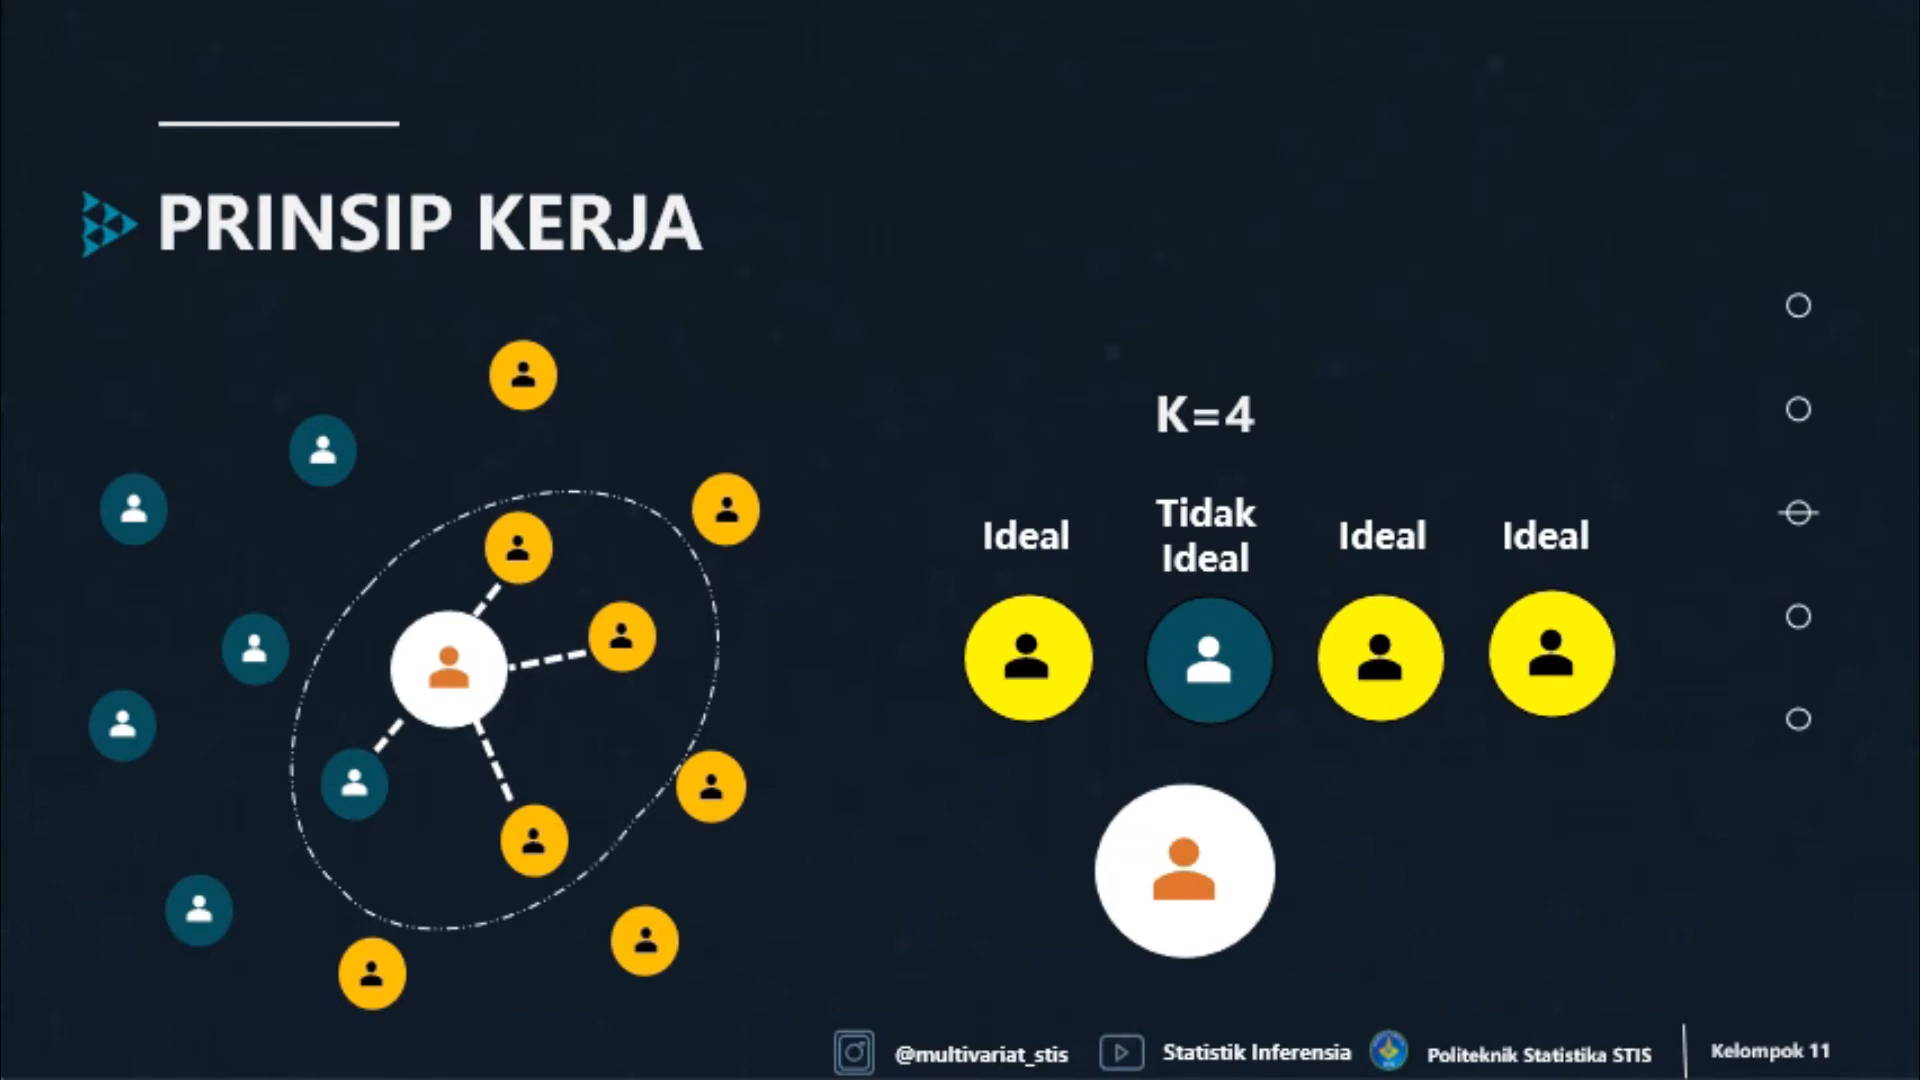 PRINSIP KERJA
K=4
Ideal
Tidak
Ideal
Ideal
Ideal
@multivariat_stis
Statistik Inferensia
Politeknik Statistika STIS
Kelompok 11